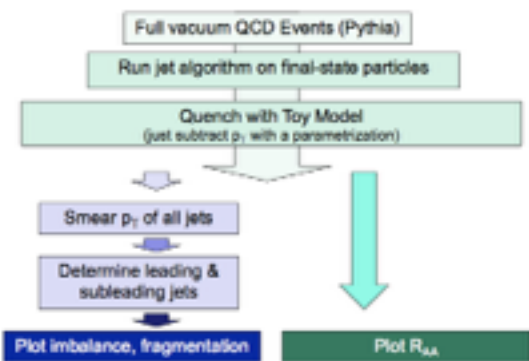 Full vacuum QCD Events (Pythia)
Run jet algorithm on final-state particles
Quench with Toy Model
(just subtract pT with a parametrization)
Smear pT of all jets
Determine leading &
subleading jets
Plot imbalance, fragmentation
Plot RAA